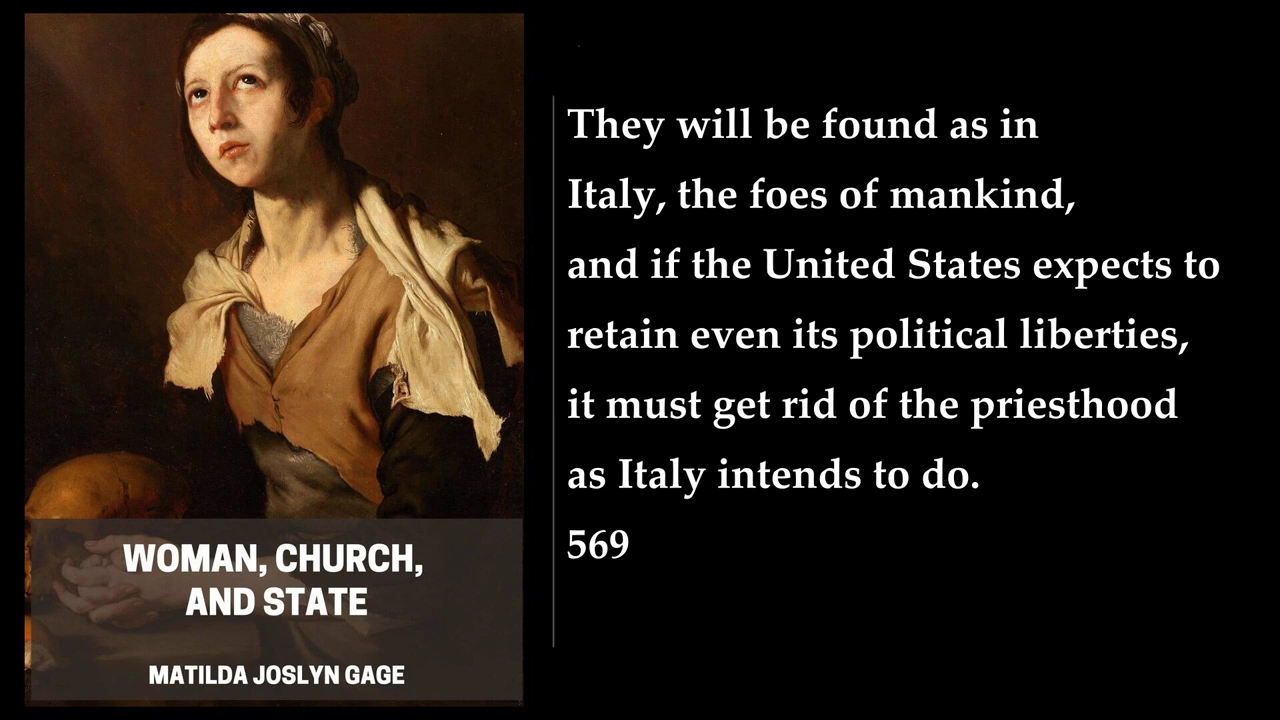 WOMAN, CHURCH,
AND STATE
MATILDA JOSLYN GAGE
They will be found as in
Italy, the foes of mankind,
and if the United States expects to
retain even its political liberties,
it must get rid of the priesthood
as Italy intends to do.
569